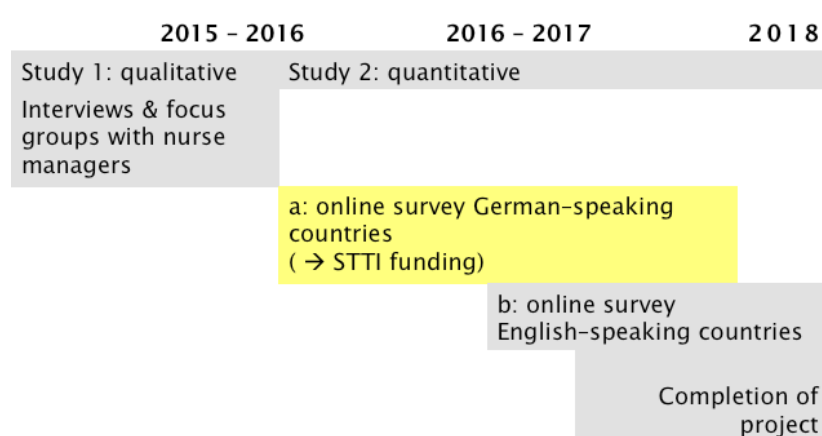 2015 – 2016 2016 – 2017 2018
Study 1: qualitative Study 2: quantitative
Interviews & focus
groups with nurse
managers
a: online survey German–speaking
countries
( → STTI funding)
b: online survey
English–speaking countries
Completion of
project